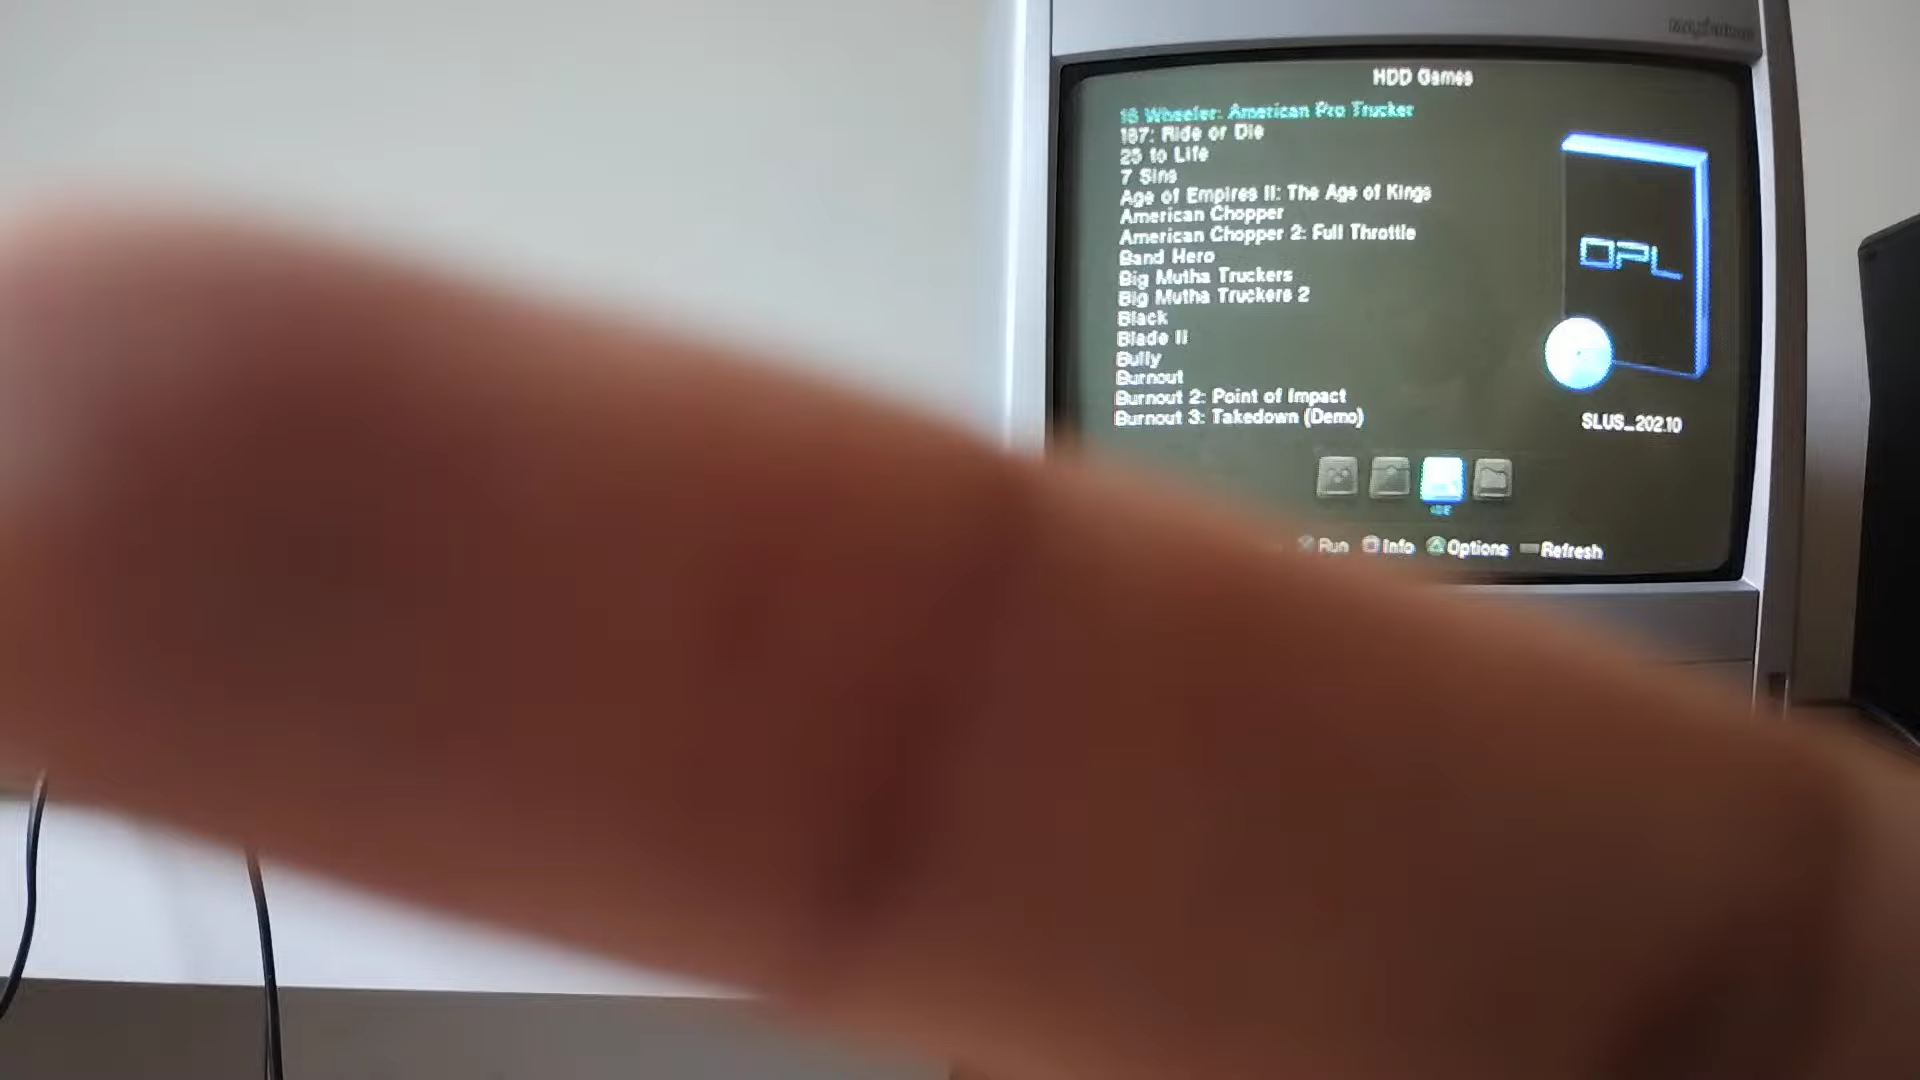 HDD Games
18 Wheeler: American Pro Trucker
187: Ride or Die
25 to Life
7 Sins
Age of Empires II: The Age of Kings
American Chopper
American Chopper 2: Full Throttle
Band Hero
Big Mutha Truckers
Big Mutha Truckers 2
Black
Blade II
Bully
Burnout
Burnout 2: Point of Impact
Burnout 3: Takedown (Demo)
OPL
SLUS_202.10
Run Info Options Refresh